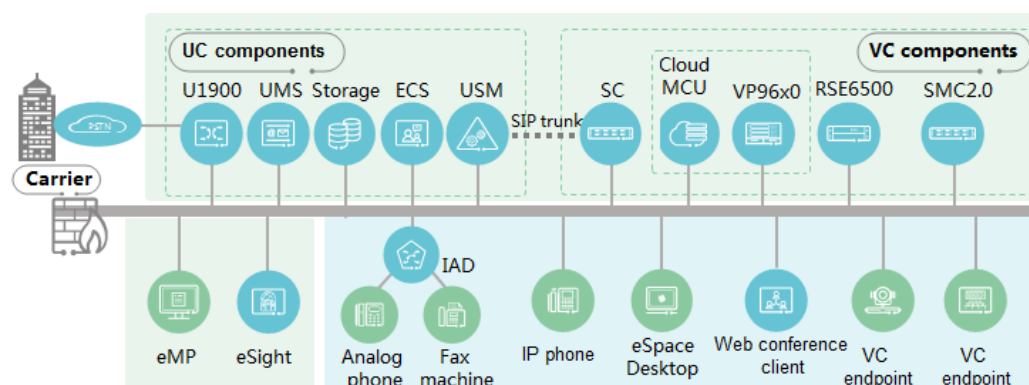 UC components
VC components
U1900
UMS
Storage
ECS
USM
SIP trunk
SC
Cloud
MCU
VP96x0
RSE6500
SMC2.0
PSTN
Carrier
IAD
eMP
eSight
Analog
phone
Fax
machine
IP phone
eSpace
Desktop
Web conference
client
VC
endpoint
VC
endpoint